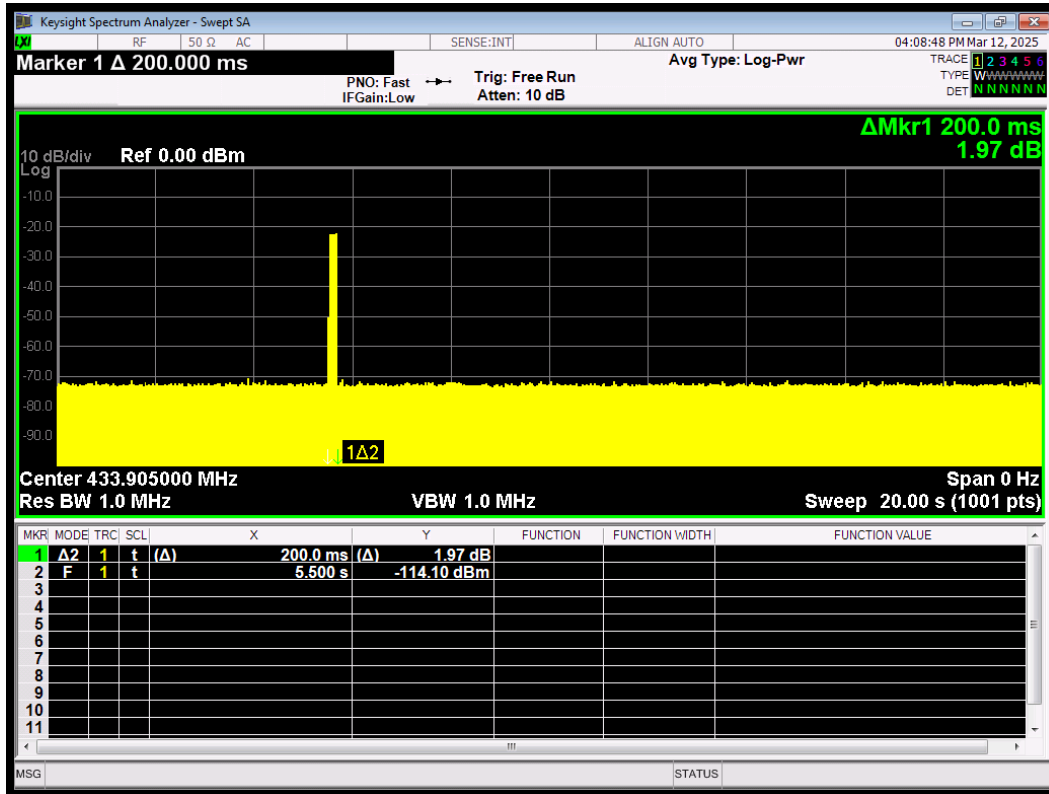 Keysight Spectrum Analyzer - Swept SA
LXI RF 50 Ω AC SENSE:INT ALIGN AUTO 04:08:48 PM Mar 12, 2025
Marker 1 Δ 200.000 ms
PNO: Fast
IFGain:Low
Trig: Free Run
Atten: 10 dB
Avg Type: Log-Pwr
TRACE 1 2 3 4 5 6
TYPE WWWWWW
DET N N N N N N
ΔMkr1 200.0 ms
1.97 dB
10 dB/div Ref 0.00 dBm
Log
-10.0
-20.0
-30.0
-40.0
-50.0
-60.0
-70.0
-80.0
-90.0
1Δ2
Center 433.905000 MHz Span 0 Hz
Res BW 1.0 MHz VBW 1.0 MHz Sweep 20.00 s (1001 pts)
MKR MODE TRC SCL X Y FUNCTION FUNCTION WIDTH FUNCTION VALUE
1 Δ2 1 t (Δ) 200.0 ms (Δ) 1.97 dB
2 F 1 t 5.500 s -114.10 dBm
3
4
5
6
7
8
9
10
11
MSG STATUS